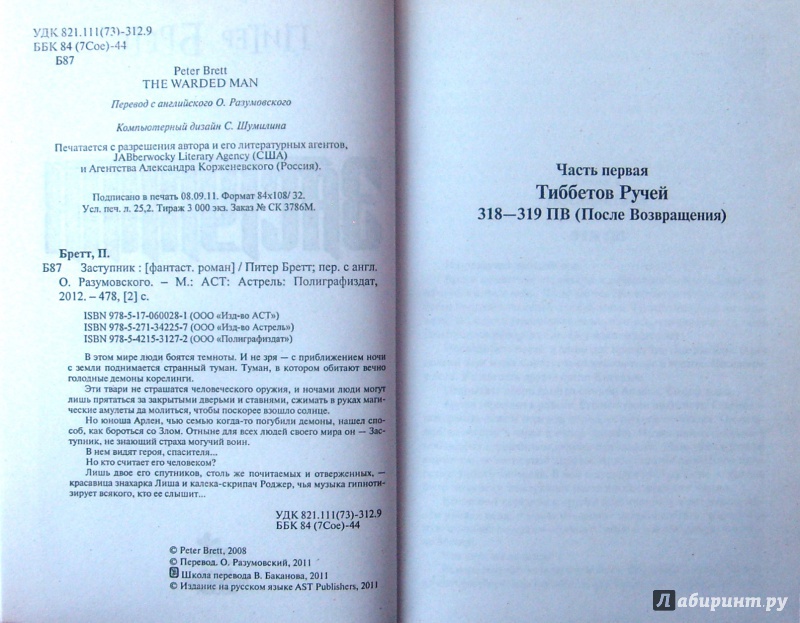 УДК 821.111(73)-312.9
ББК 84 (7Сое)-44
Б87
Peter Brett
THE WARDED MAN
Перевод с английского О. Разумовского
Компьютерный дизайн С. Шумилина
Печатается с разрешения автора и его литературных агентов,
JABberwocky Literary Agency (США)
и Агентства Александра Корженевского (Россия).
Подписано в печать 08.09.11. Формат 84х108/ 32.
Усл. печ. л. 25,2. Тираж 3 000 экз. Заказ № СК 3786М.
Бретт, П.
Б87 Заступник : [фантаст. роман] / Питер Бретт; пер. с англ.
О. Разумовского. – М.: АСТ: Астрель: Полиграфиздат,
2012. – 478, [2] с.
ISBN 978-5-17-060028-1 (ООО «Изд-во АСТ»)
ISBN 978-5-271-34225-7 (ООО «Изд-во Астрель»)
ISBN 978-5-4215-3127-2 (ООО «Полиграфиздат»)
В этом мире люди боятся темноты. И не зря – с приближением ночи
с земли поднимается странный туман. Туман, в котором обитают вечно
голодные демоны корелинги.
Эти твари не страшатся человеческого оружия, и ночами люди могут
лишь прятаться за закрытыми дверьми и ставнями, сжимать в руках маги-
ческие амулеты да молиться, чтобы поскорее взошло солнце.
Но юноша Арлен, чью семью когда-то погубили демоны, нашел спо-
соб, как бороться со Злом. Отныне для всех людей своего мира он – Зас-
тупник, не знающий страха могучий воин.
В нем видят героя, спасителя...
Но кто считает его человеком?
Лишь двое его спутников, столь же почитаемых и отверженных, –
красавица знахарка Лиша и калека-скрипач Роджер, чья музыка гипноти-
зирует всякого, кто ее слышит...
УДК 821.111(73)-312.9
ББК 84 (7Сое)-44
© Peter Brett, 2008
© Перевод. О. Разумовский, 2011
Школа перевода В. Баканова, 2011
© Издание на русском языке AST Publishers, 2011
Часть первая
Тиббетов Ручей
318—319 ПВ (После Возвращения)
Лабиринт.ру